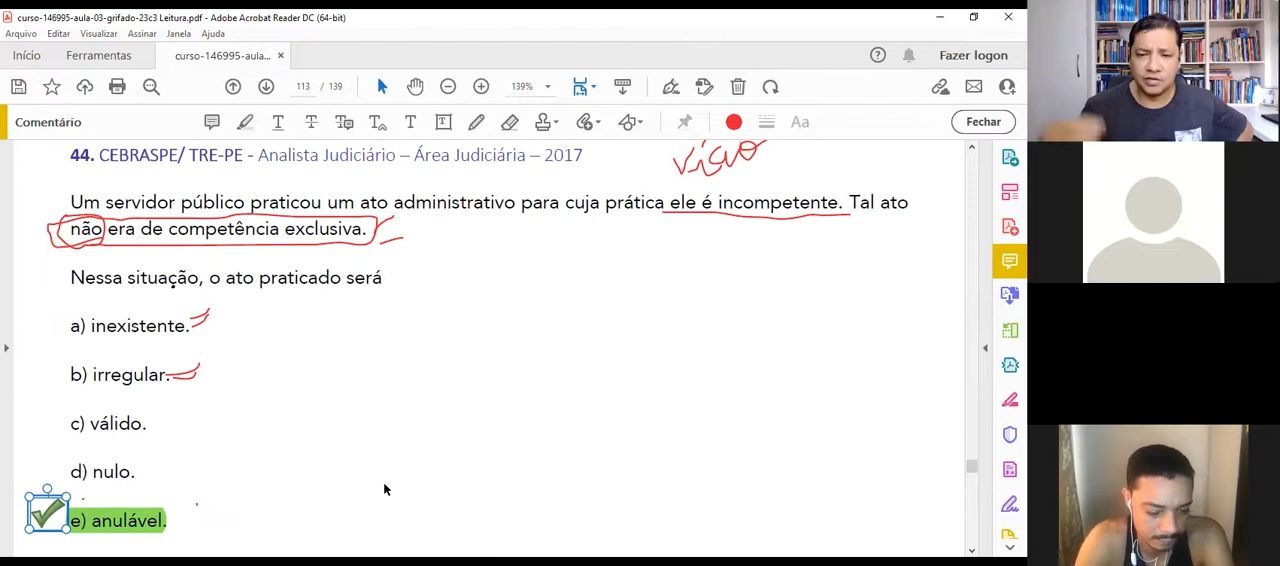 curso-146995-aula-03-grifado-23c3 Leitura.pdf - Adobe Acrobat Reader DC (64-bit)
Arquivo Editar Visualizar Assinar Janela Ajuda
Início Ferramentas curso-146995-aula... × Fazer logon
113 / 139 139%
Comentário Aa Fechar
vício
44. CEBRASPE/ TRE-PE - Analista Judiciário – Área Judiciária – 2017
Um servidor público praticou um ato administrativo para cuja prática ele é incompetente. Tal ato
não era de competência exclusiva.
Nessa situação, o ato praticado será
a) inexistente.
b) irregular.
c) válido.
d) nulo.
e) anulável.